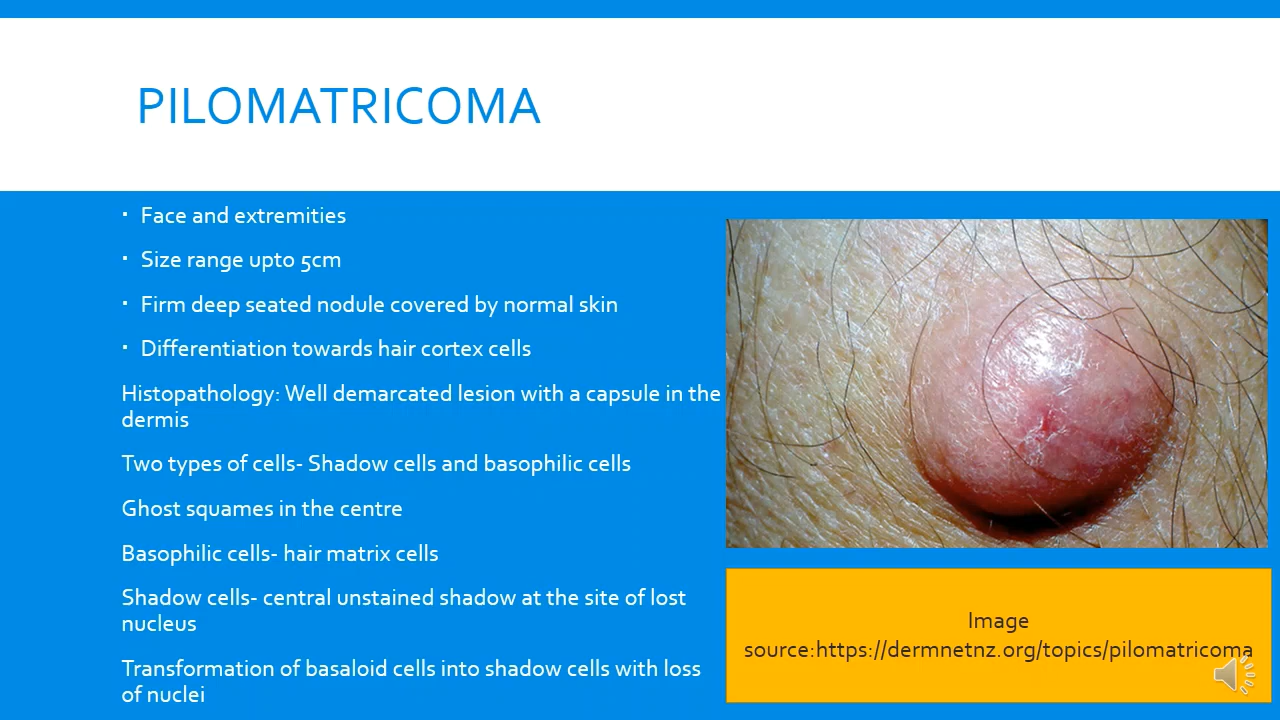 PILOMATRICOMA
▪ Face and extremities
▪ Size range upto 5cm
▪ Firm deep seated nodule covered by normal skin
▪ Differentiation towards hair cortex cells
Histopathology: Well demarcated lesion with a capsule in the
dermis
Two types of cells- Shadow cells and basophilic cells
Ghost squames in the centre
Basophilic cells- hair matrix cells
Shadow cells- central unstained shadow at the site of lost
nucleus
Transformation of basaloid cells into shadow cells with loss
of nuclei
Image
source:https://dermnetnz.org/topics/pilomatricoma